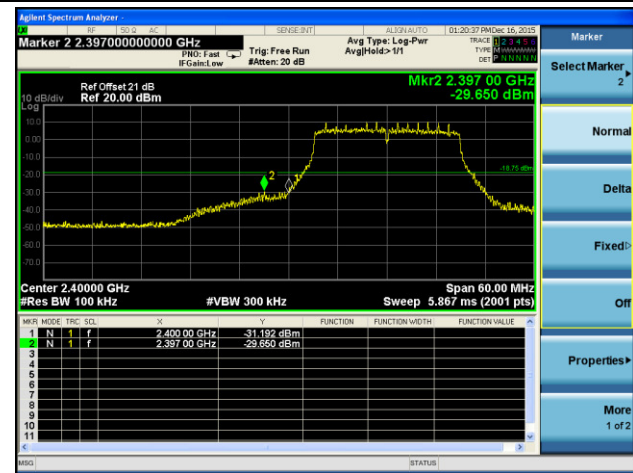 Agilent Spectrum Analyzer -
RF 50 Ω AC SENSE:INT ALIGN AUTO 01:20:37 PM Dec 16, 2015
Marker 2 2.397000000000 GHz
PNO: Fast
IFGain:Low
Trig: Free Run
#Atten: 20 dB
Avg Type: Log-Pwr
Avg|Hold:> 1/1
TRACE 1 2 3 4 5 6
TYPE
DET P N N N N N
Ref Offset 21 dB
Ref 20.00 dBm
10 dB/div
Log
Mkr2 2.397 00 GHz
-29.650 dBm
10.0
0.00
-10.0
-20.0
-30.0
-40.0
-50.0
-60.0
-70.0
2
1
-18.75 dBm
Center 2.40000 GHz Span 60.00 MHz
#Res BW 100 kHz #VBW 300 kHz Sweep 5.867 ms (2001 pts)
MKR MODE TRC SCL X Y FUNCTION FUNCTION WIDTH FUNCTION VALUE
1 N 1 f 2.400 00 GHz -31.192 dBm
2 N 1 f 2.397 00 GHz -29.650 dBm
3
4
5
6
7
8
9
10
11
MSG STATUS
Marker
Select Marker
2
Normal
Delta
Fixed
Off
Properties
More
1 of 2